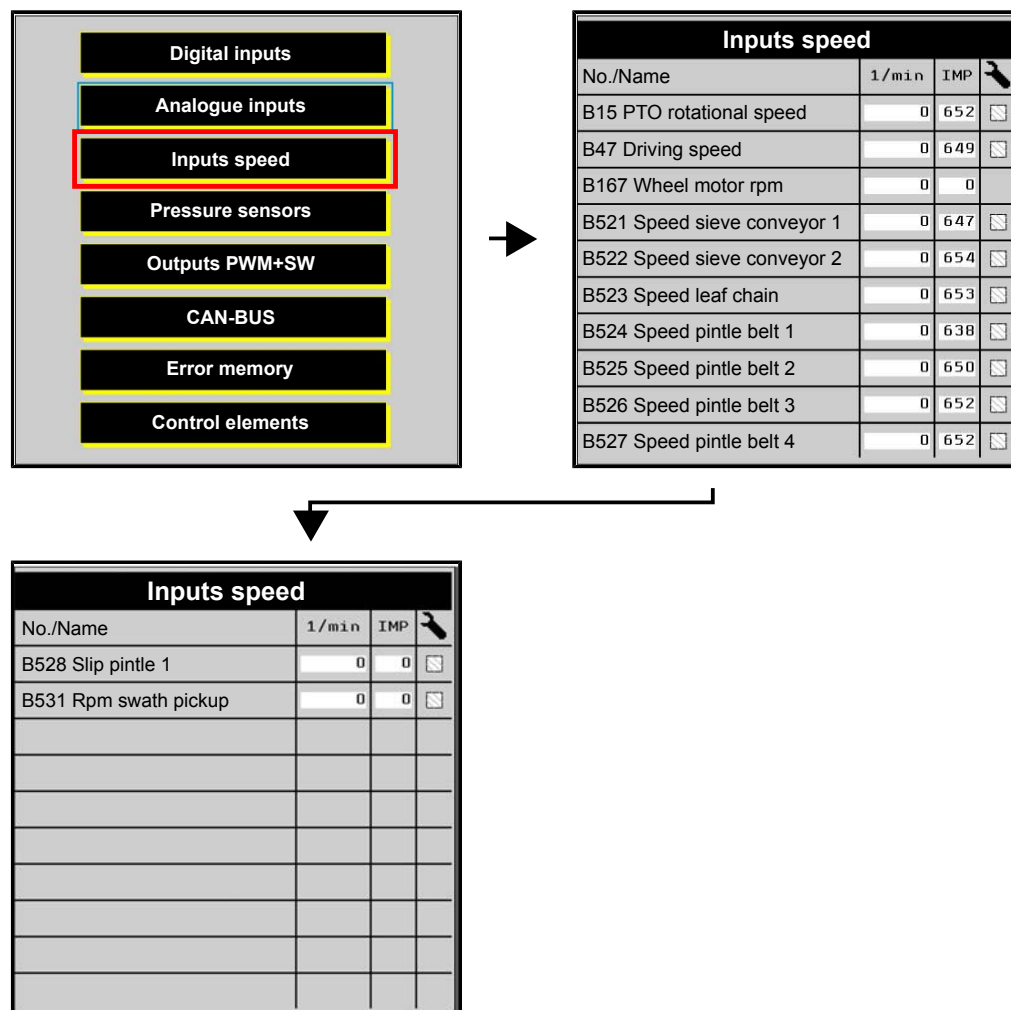 Digital inputs
Analogue inputs
Inputs speed
Pressure sensors
Outputs PWM+SW
CAN-BUS
Error memory
Control elements
Inputs speed
No./Name 1/min IMP
B15 PTO rotational speed 0 652
B47 Driving speed 0 649
B167 Wheel motor rpm 0 0
B521 Speed sieve conveyor 1 0 647
B522 Speed sieve conveyor 2 0 654
B523 Speed leaf chain 0 653
B524 Speed pintle belt 1 0 638
B525 Speed pintle belt 2 0 650
B526 Speed pintle belt 3 0 652
B527 Speed pintle belt 4 0 652
Inputs speed
No./Name 1/min IMP
B528 Slip pintle 1 0 0
B531 Rpm swath pickup 0 0